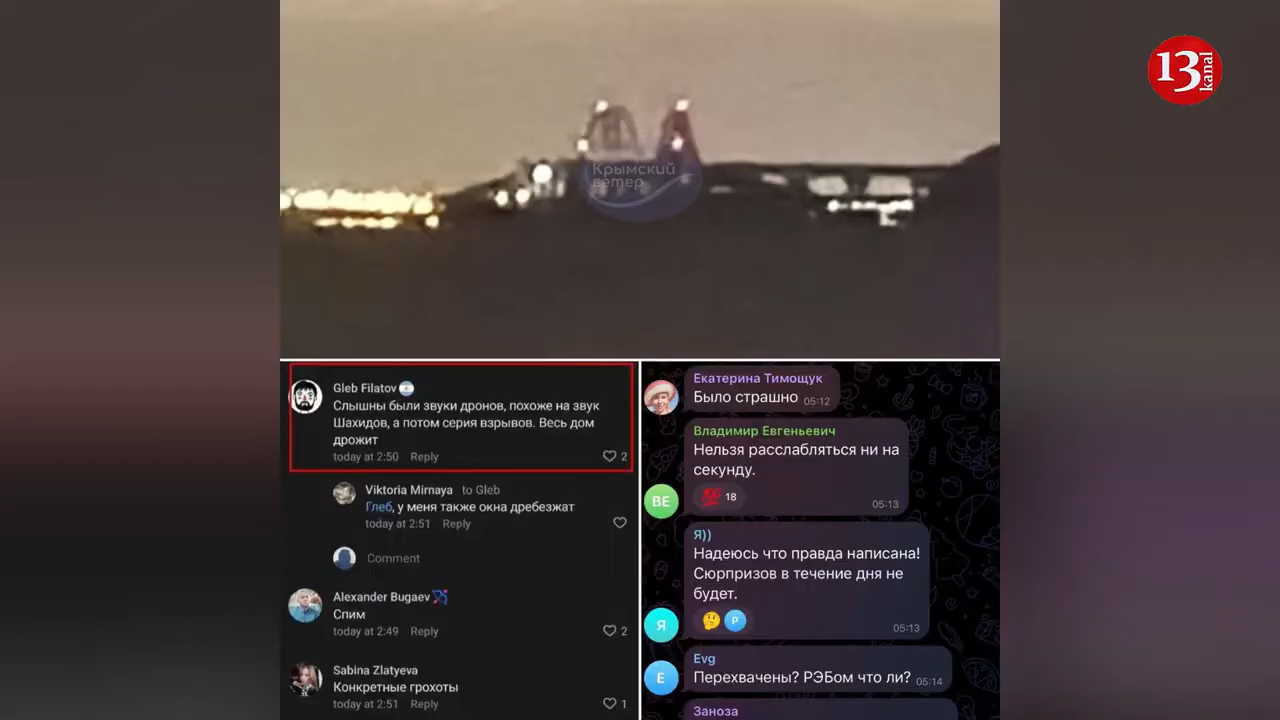 13 kanal
Крымский
ветер
Gleb Filatov
Слышны были звуки дронов, похоже на звук
Шахидов, а потом серия взрывов. Весь дом
дрожит
today at 2:50 Reply 2
Viktoria Mirnaya to Gleb
Глеб, у меня также окна дребезжат
today at 2:51 Reply
Comment
Alexander Bugaev
Спим
today at 2:49 Reply 2
Sabina Zlatyeva
Конкретные грохоты
today at 2:51 Reply 1
Екатерина Тимощук
Было страшно 05:12
Владимир Евгеньевич
Нельзя расслабляться ни на
секунду.
ВЕ 💯 18 05:13
Я))
Надеюсь что правда написана!
Сюрпризов в течение дня не
будет.
Я 🤔 Р 05:13
Evg
Е Перехвачены? РЭБом что ли? 05:14
Заноза